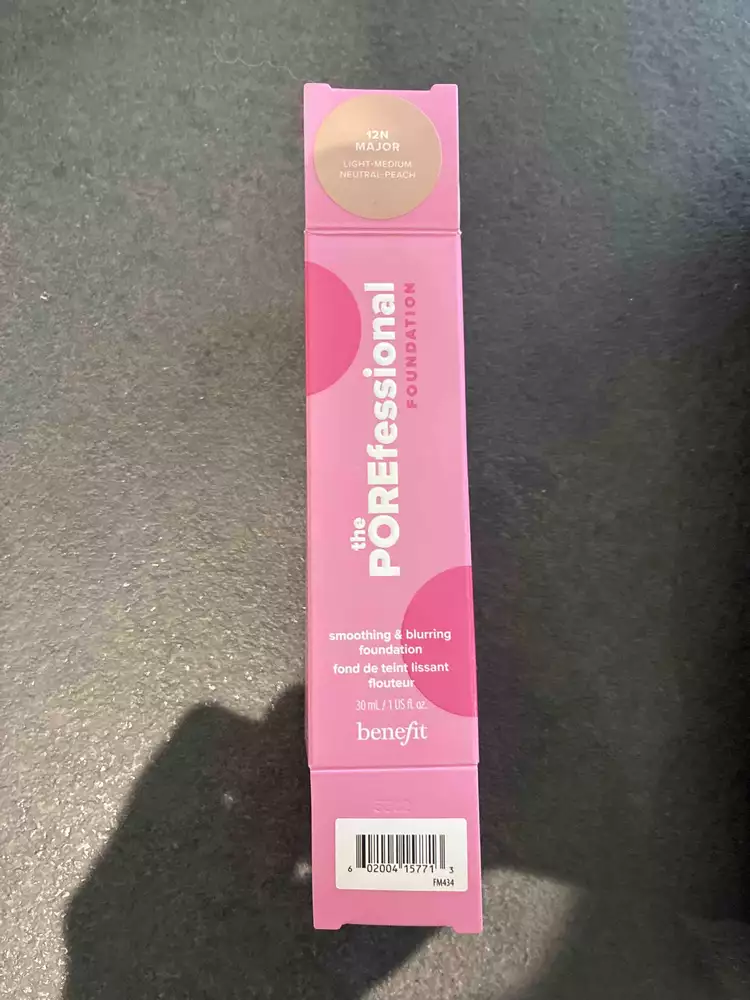 12N
MAJOR
LIGHT-MEDIUM
NEUTRAL-PEACH
the
POREfessional
FOUNDATION
smoothing & blurring
foundation
fond de teint lissant
flouteur
30 mL / 1 US fl. oz.
benefit
6 02004 15771 3
FM434